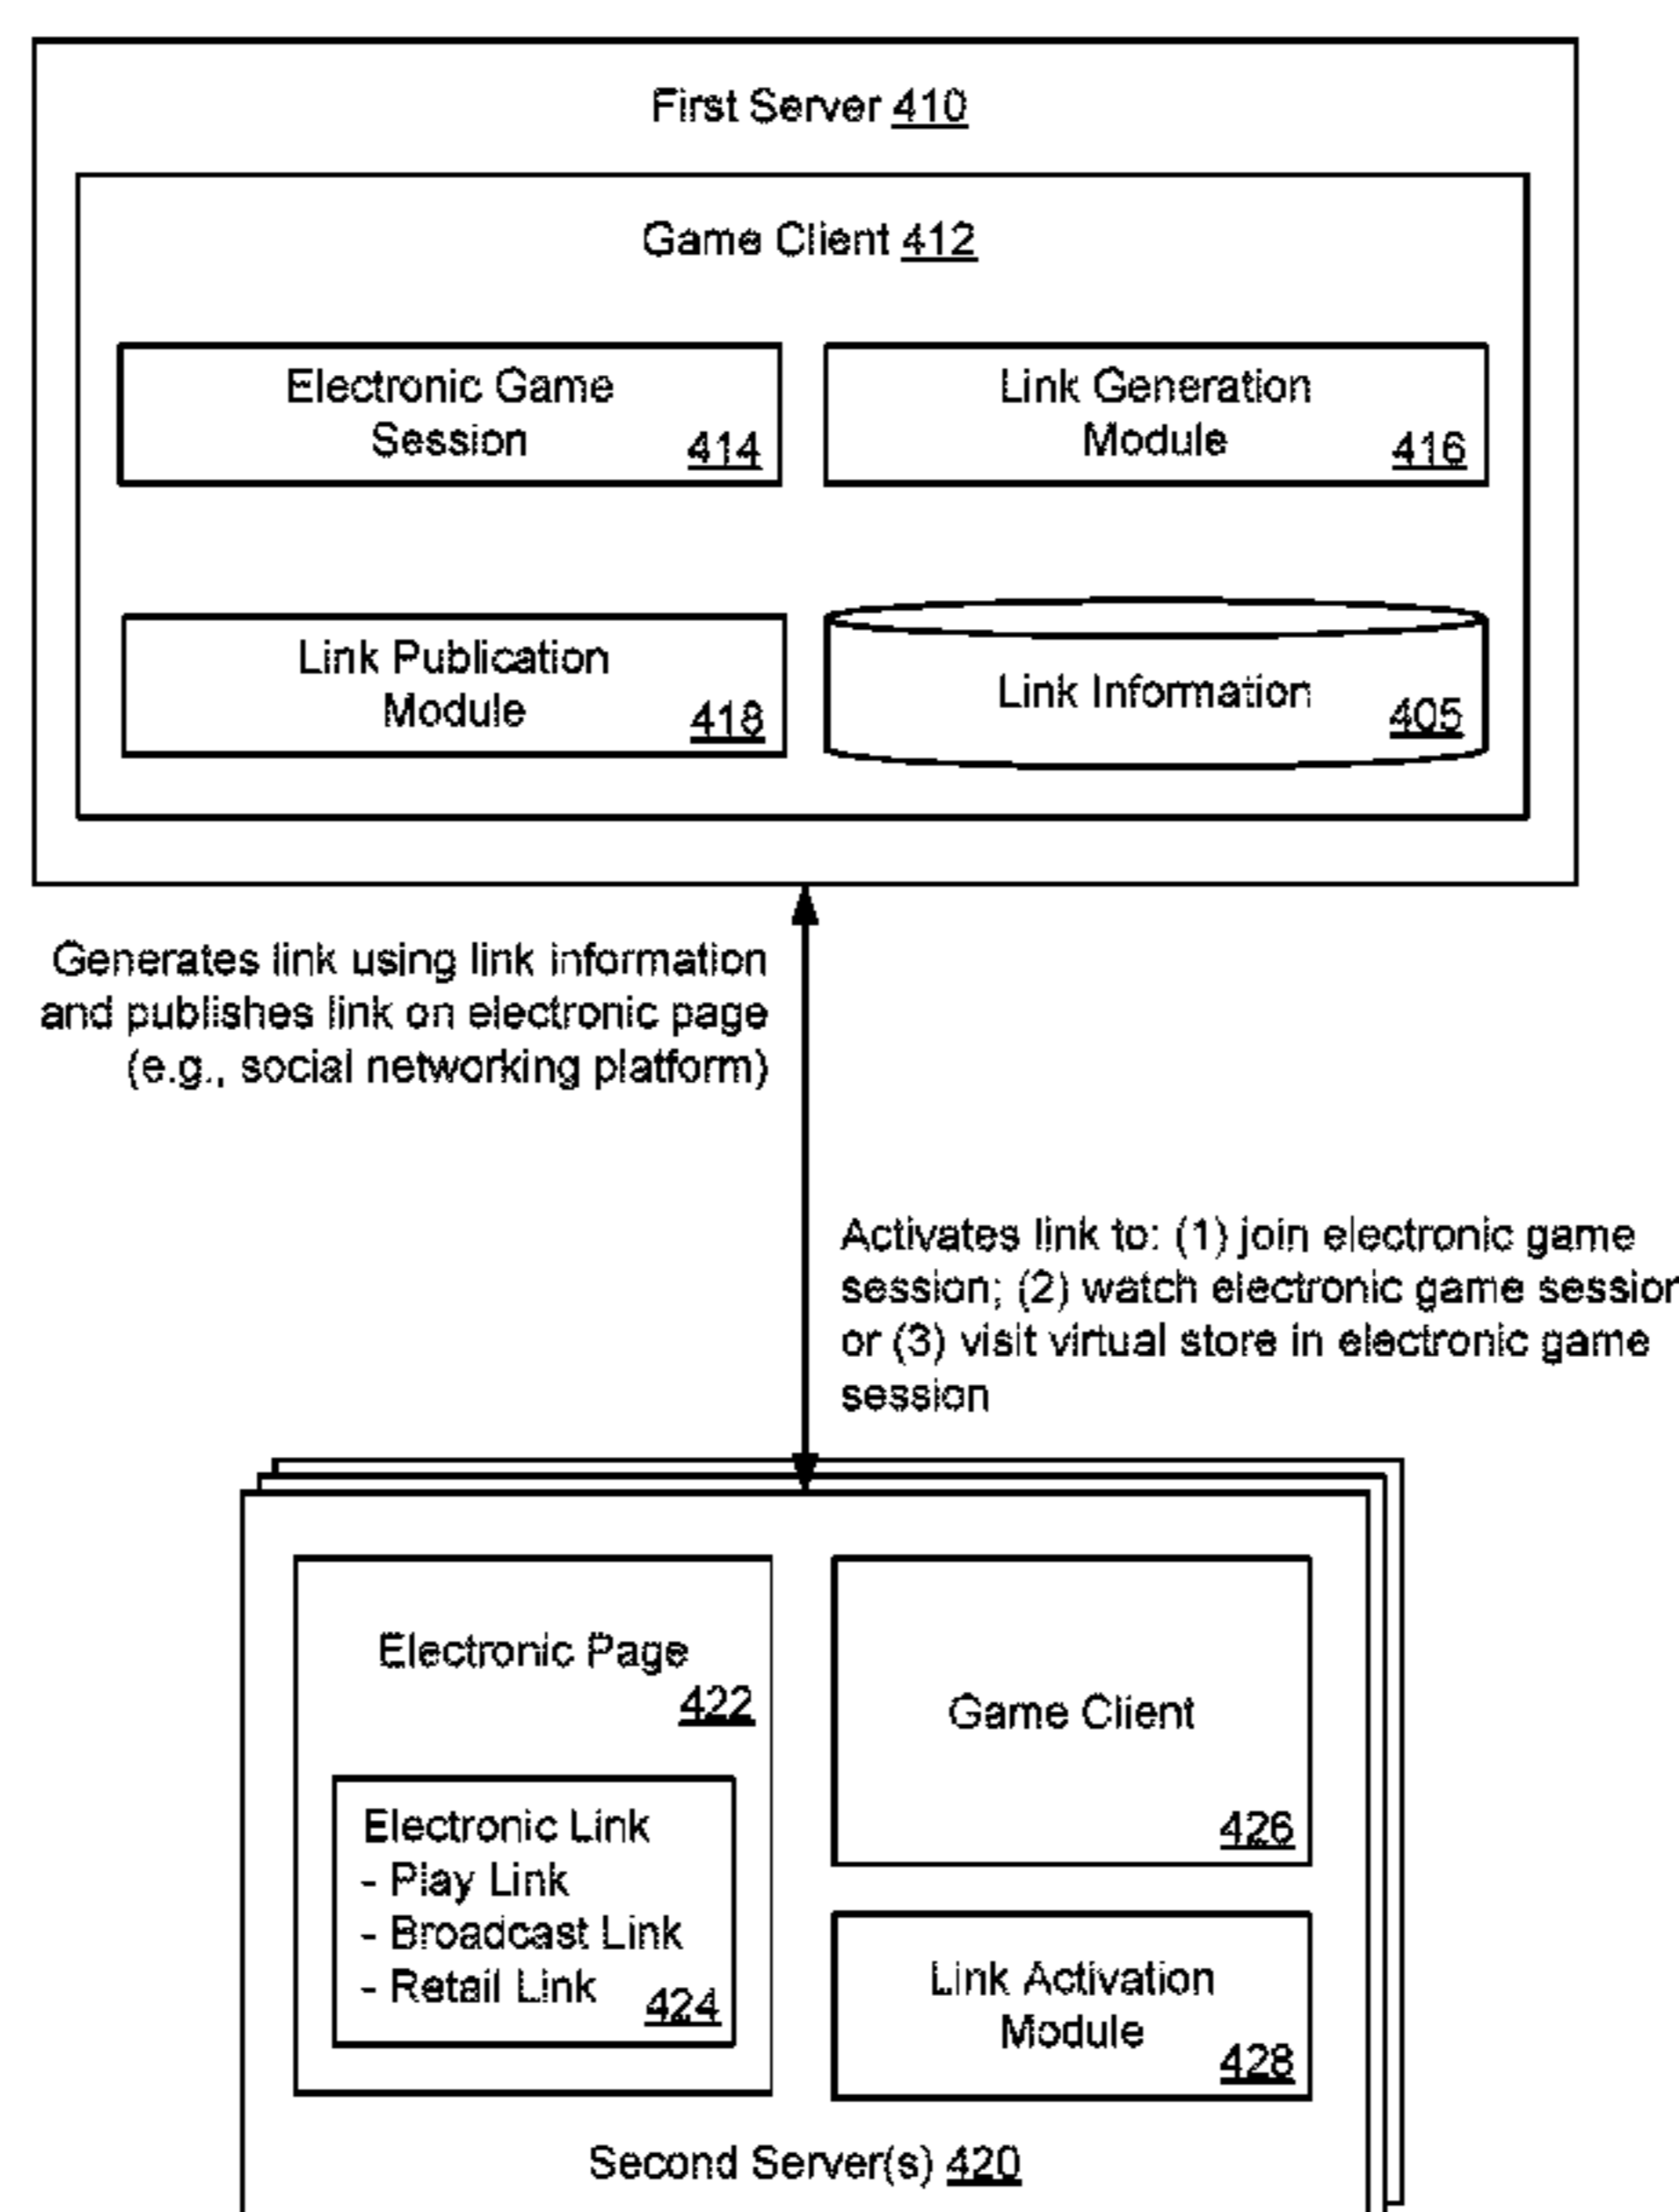 First Server 410
Game Client 412
Electronic Game
Session 414
Link Generation
Module 416
Link Publication
Module 418
Link Information
405
Generates link using link information
and publishes link on electronic page
(e.g., social networking platform)
Activates link to: (1) join electronic game
session; (2) watch electronic game session
or (3) visit virtual store in electronic game
session
Electronic Page
422
Electronic Link
- Play Link
- Broadcast Link
- Retail Link 424
Game Client
426
Link Activation
Module
428
Second Server(s) 420